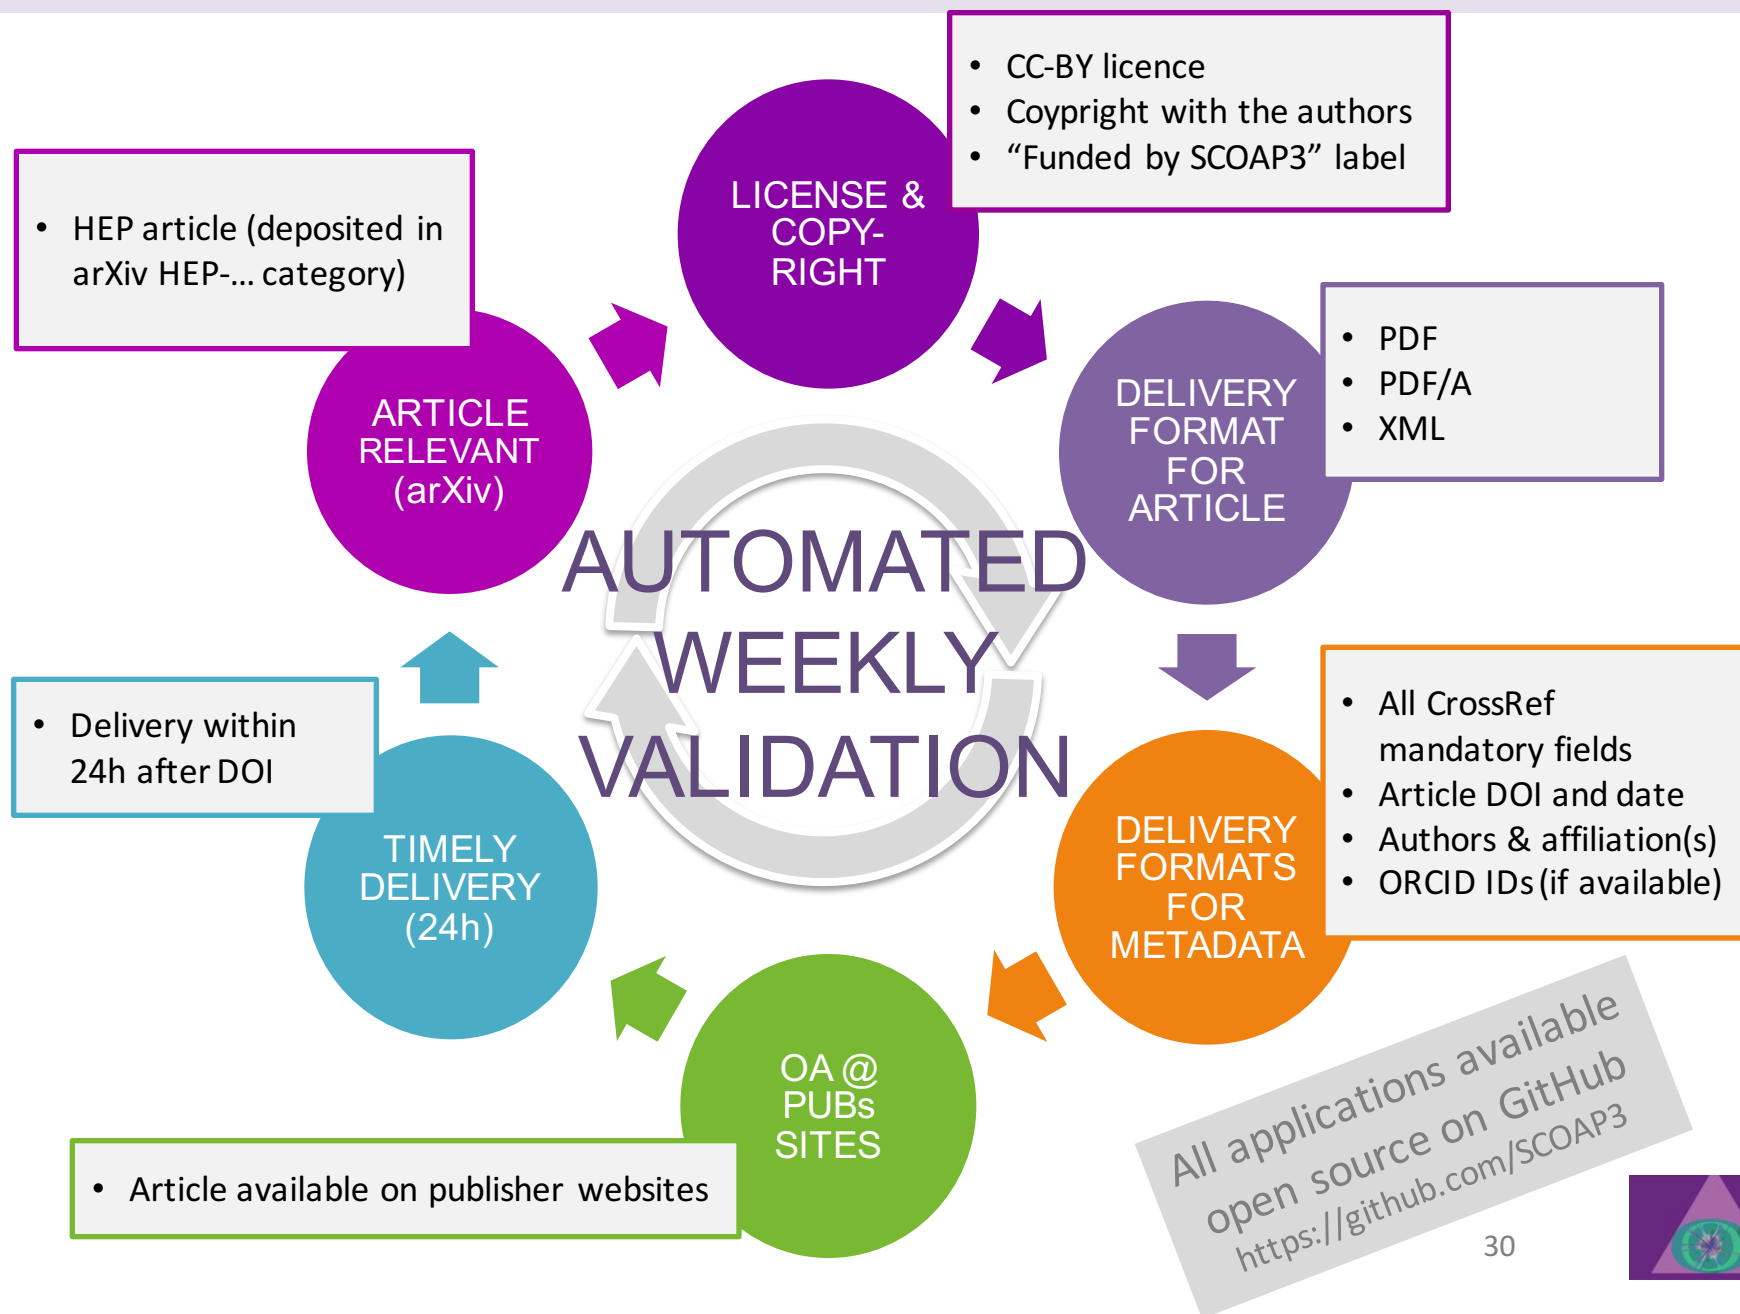 • CC-BY licence
• Coypright with the authors
• “Funded by SCOAP3” label
LICENSE &
COPY-
RIGHT
• HEP article (deposited in
arXiv HEP-... category)
ARTICLE
RELEVANT
(arXiv)
• PDF
• PDF/A
• XML
DELIVERY
FORMAT
FOR
ARTICLE
AUTOMATED
WEEKLY
VALIDATION
• All CrossRef
mandatory fields
• Article DOI and date
• Authors & affiliation(s)
• ORCID IDs (if available)
DELIVERY
FORMATS
FOR
METADATA
• Delivery within
24h after DOI
TIMELY
DELIVERY
(24h)
OA @
PUBs
SITES
• Article available on publisher websites
All applications available
open source on GitHub
https://github.com/SCOAP3
30